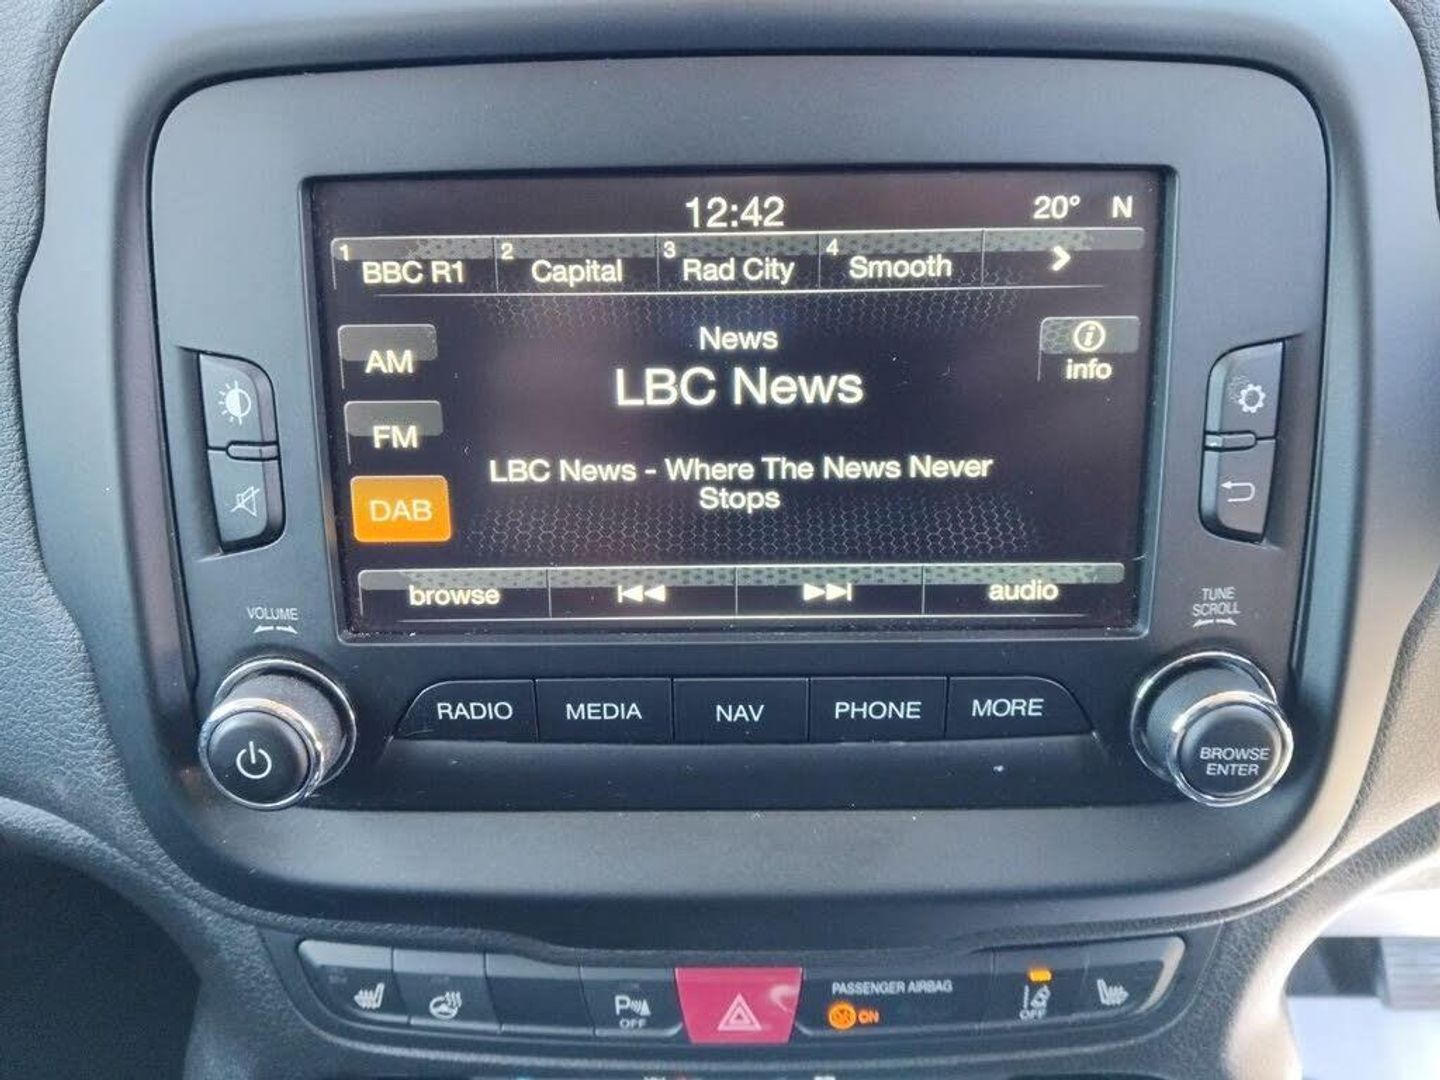 12:42 20° N
1 BBC R1 2 Capital 3 Rad City 4 Smooth
News
info
AM
LBC News
FM
LBC News - Where The News Never
Stops
DAB
browse audio
VOLUME
TUNE
SCROLL
RADIO MEDIA NAV PHONE MORE
BROWSE
ENTER
PASSENGER AIRBAG
P OFF
ON
OFF